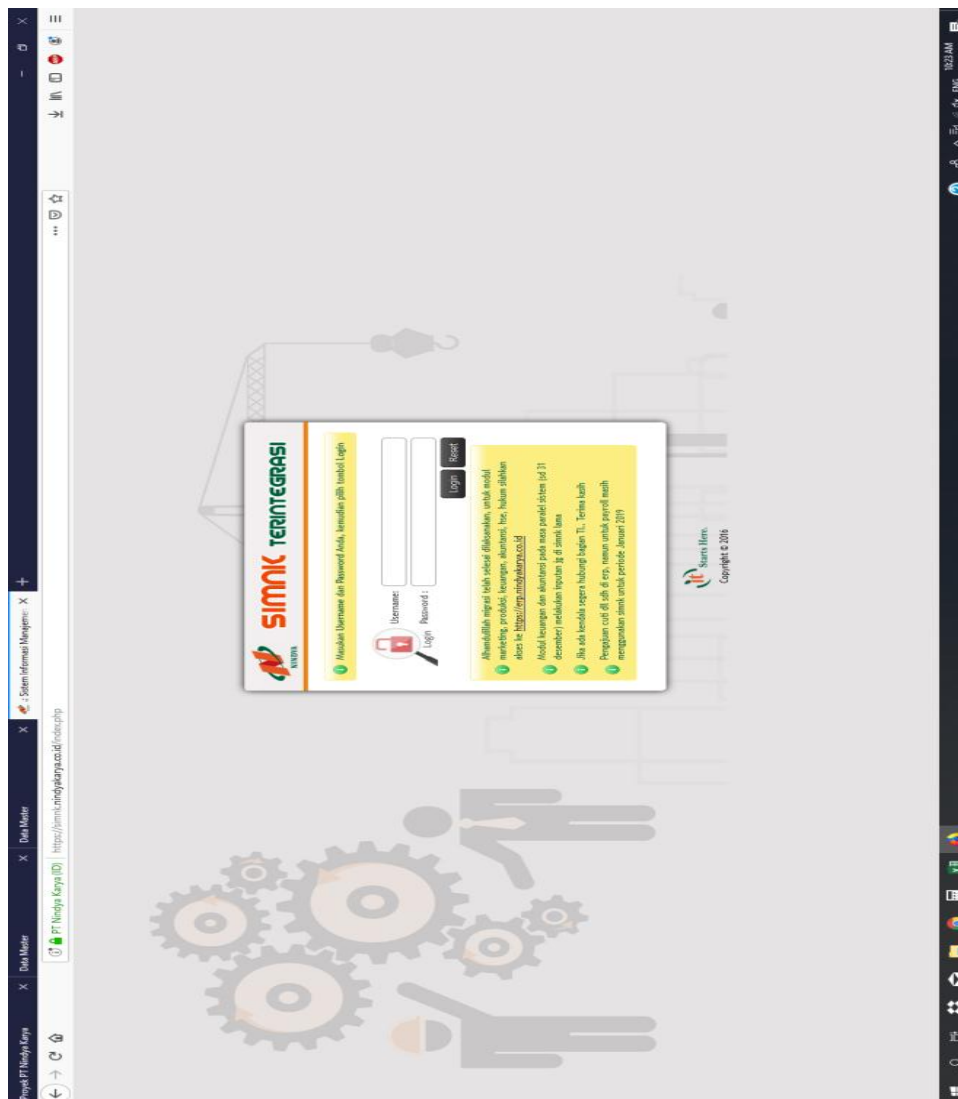 Proyek PT Nindya Karya
Data Master
Data Master
.: Sistem Informasi Manajemen
PT Nindya Karya (ID)
https://simnk.nindyakarya.co.id/index.php
NINDYA
SIMNK TERINTEGRASI
Masukan Username dan Password Anda, kemudian pilih tombol Login
Username:
Password :
Login
Login
Reset
Alhamdulillah migrasi telah selesai dilaksanakan, untuk modul
marketing, produksi, keuangan, akuntansi, hse, hukum silahkan
akses ke https://erp.nindyakarya.co.id
Modul keuangan dan akuntansi pada masa paralel sistem (sd 31
desember) melakukan inputan jg di simnk lama
Jika ada kendala segera hubungi bagian TI.. Terima kasih
Pengajuan cuti dll sdh di erp, namun untuk payroll masih
menggunakan simnk untuk periode Januari 2019
it Starts Here.
Copyright © 2016
ENG
10:23 AM